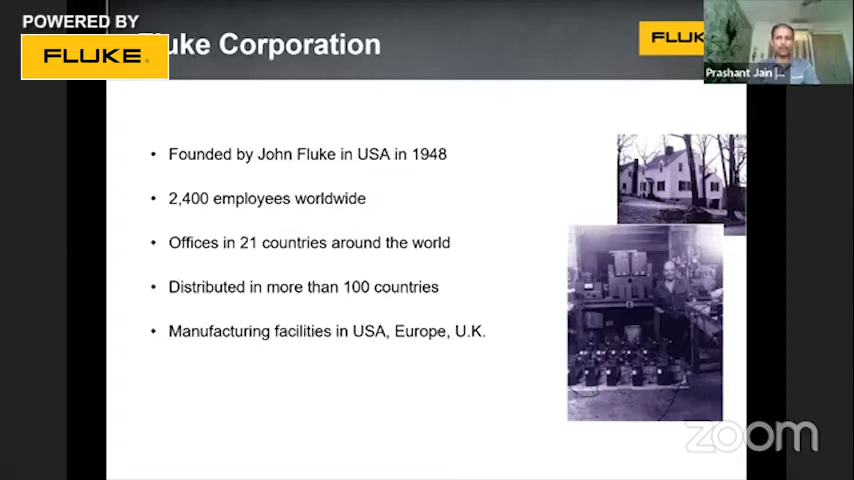 POWERED BY
FLUKE®
Fluke Corporation
FLUK
Prashant Jain |...
• Founded by John Fluke in USA in 1948
• 2,400 employees worldwide
• Offices in 21 countries around the world
• Distributed in more than 100 countries
• Manufacturing facilities in USA, Europe, U.K.
zoom